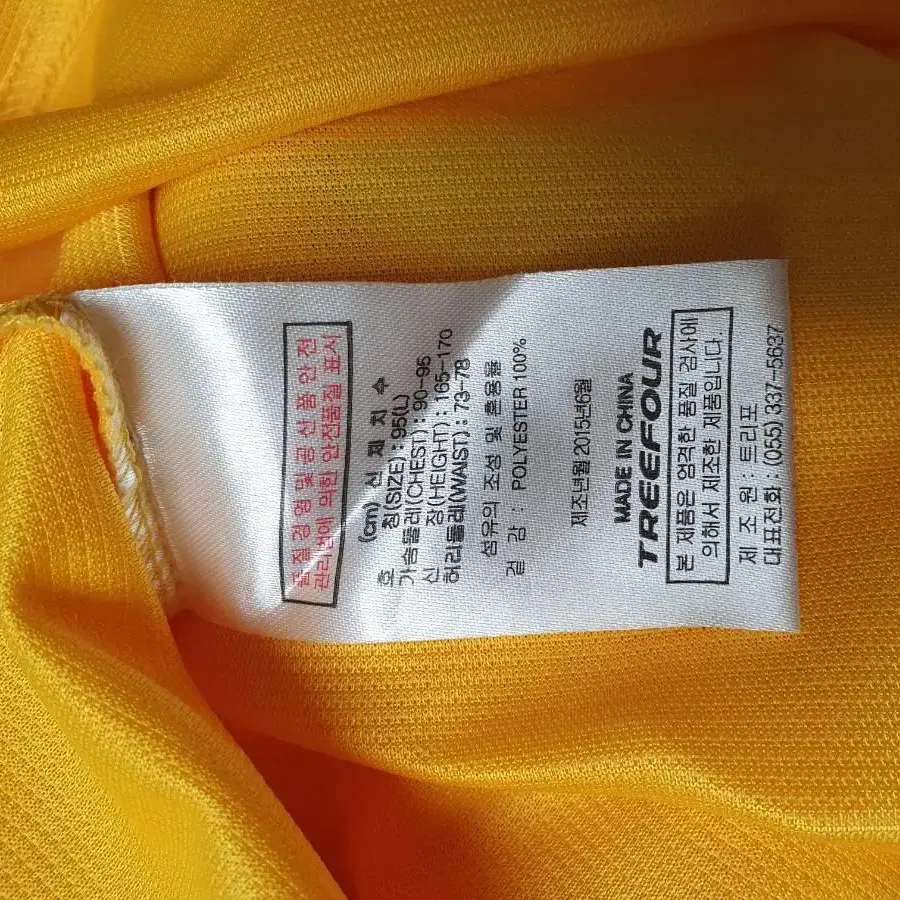 품질경영 및 공산품 안전
관리법에 의한 안전품질 표시
(cm) 신 체 치 수
호 칭(SIZE) : 95(L)
가슴둘레(CHEST) : 90-95
신 장(HEIGHT) : 165-170
허리둘레(WAIST) : 73-78
섬유의 조성 및 혼용율
겉 감 : POLYESTER 100%
제조년월 2015년6월
MADE IN CHINA
TREEFOUR
본 제품은 엄격한 품질 검사에
의해서 제조한 제품입니다.
제 조 원 : 트리포
대표전화 : (055) 337-5637